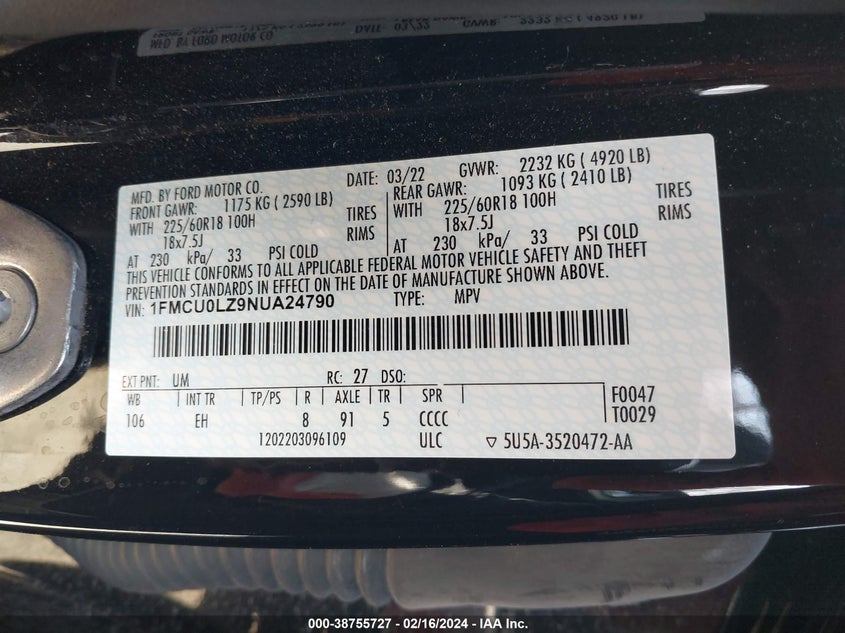 MFD. BY FORD MOTOR CO. DATE: 03/22 GVWR: 2232 KG ( 4920 LB)
FRONT GAWR: 1175 KG ( 2590 LB) REAR GAWR: 1093 KG ( 2410 LB)
WITH 225/60R18 100H TIRES WITH 225/60R18 100H TIRES
18x7.5J RIMS 18x7.5J RIMS
AT 230 kPa/ 33 PSI COLD AT 230 kPa/ 33 PSI COLD
THIS VEHICLE CONFORMS TO ALL APPLICABLE FEDERAL MOTOR VEHICLE SAFETY AND THEFT
PREVENTION STANDARDS IN EFFECT ON THE DATE OF MANUFACTURE SHOWN ABOVE.
VIN: 1FMCU0LZ9NUA24790 TYPE: MPV
EXT PNT: UM RC: 27 DSO:
WB INT TR TP/PS R AXLE TR SPR F0047
106 EH 8 91 5 CCCC T0029
1202203096109 ULC ▽ 5U5A-3520472-AA
000-38755727 - 02/16/2024 - IAA Inc.